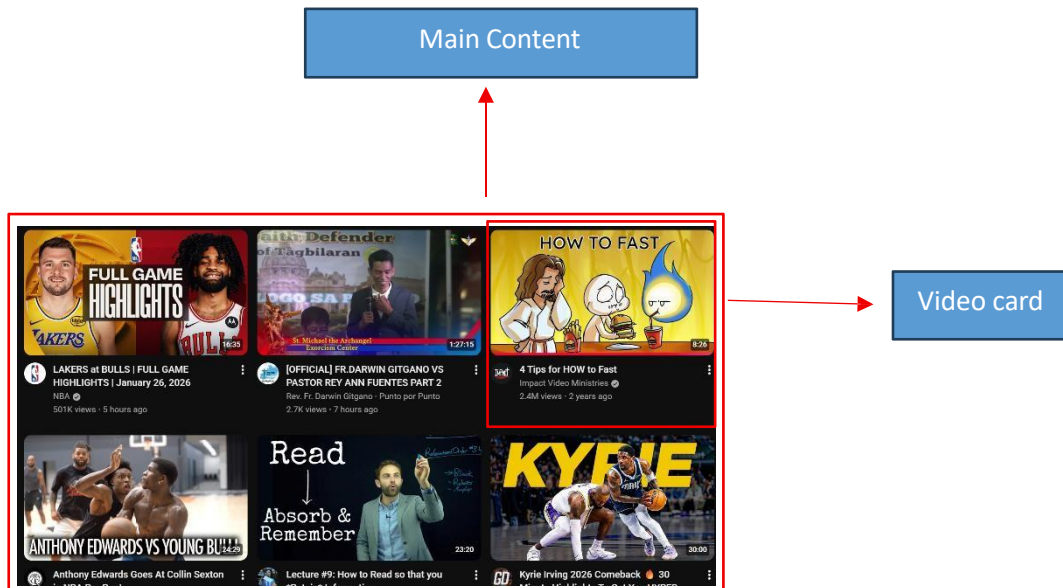 Main Content
Video card
FULL GAME
HIGHLIGHTS
LAKERS
BULL
16:35
LAKERS at BULLS | FULL GAME
HIGHLIGHTS | January 26, 2026
NBA
501K views · 5 hours ago
Faith Defender
of Tagbilaran
St. Michael the Archangel
Exorcism Center
1:27:15
[OFFICIAL] FR.DARWIN GITGANO VS
PASTOR REY ANN FUENTES PART 2
Rev. Fr. Darwin Gitgano - Punto por Punto
2.7K views · 7 hours ago
HOW TO FAST
8:26
4 Tips for HOW to Fast
Impact Video Ministries
2.4M views · 2 years ago
ANTHONY EDWARDS VS YOUNG BULL
24:29
Anthony Edwards Goes At Collin Sexton
Read
Absorb &
Remember
23:20
Lecture #9: How to Read so that you
KYRIE
30:00
Kyrie Irving 2026 Comeback 🔥 30